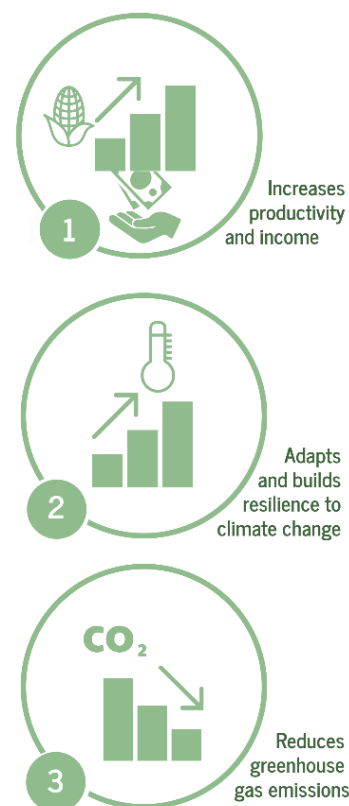 1
Increases
productivity
and income
2
Adapts
and builds
resilience to
climate change
CO₂
3
Reduces
greenhouse
gas emissions